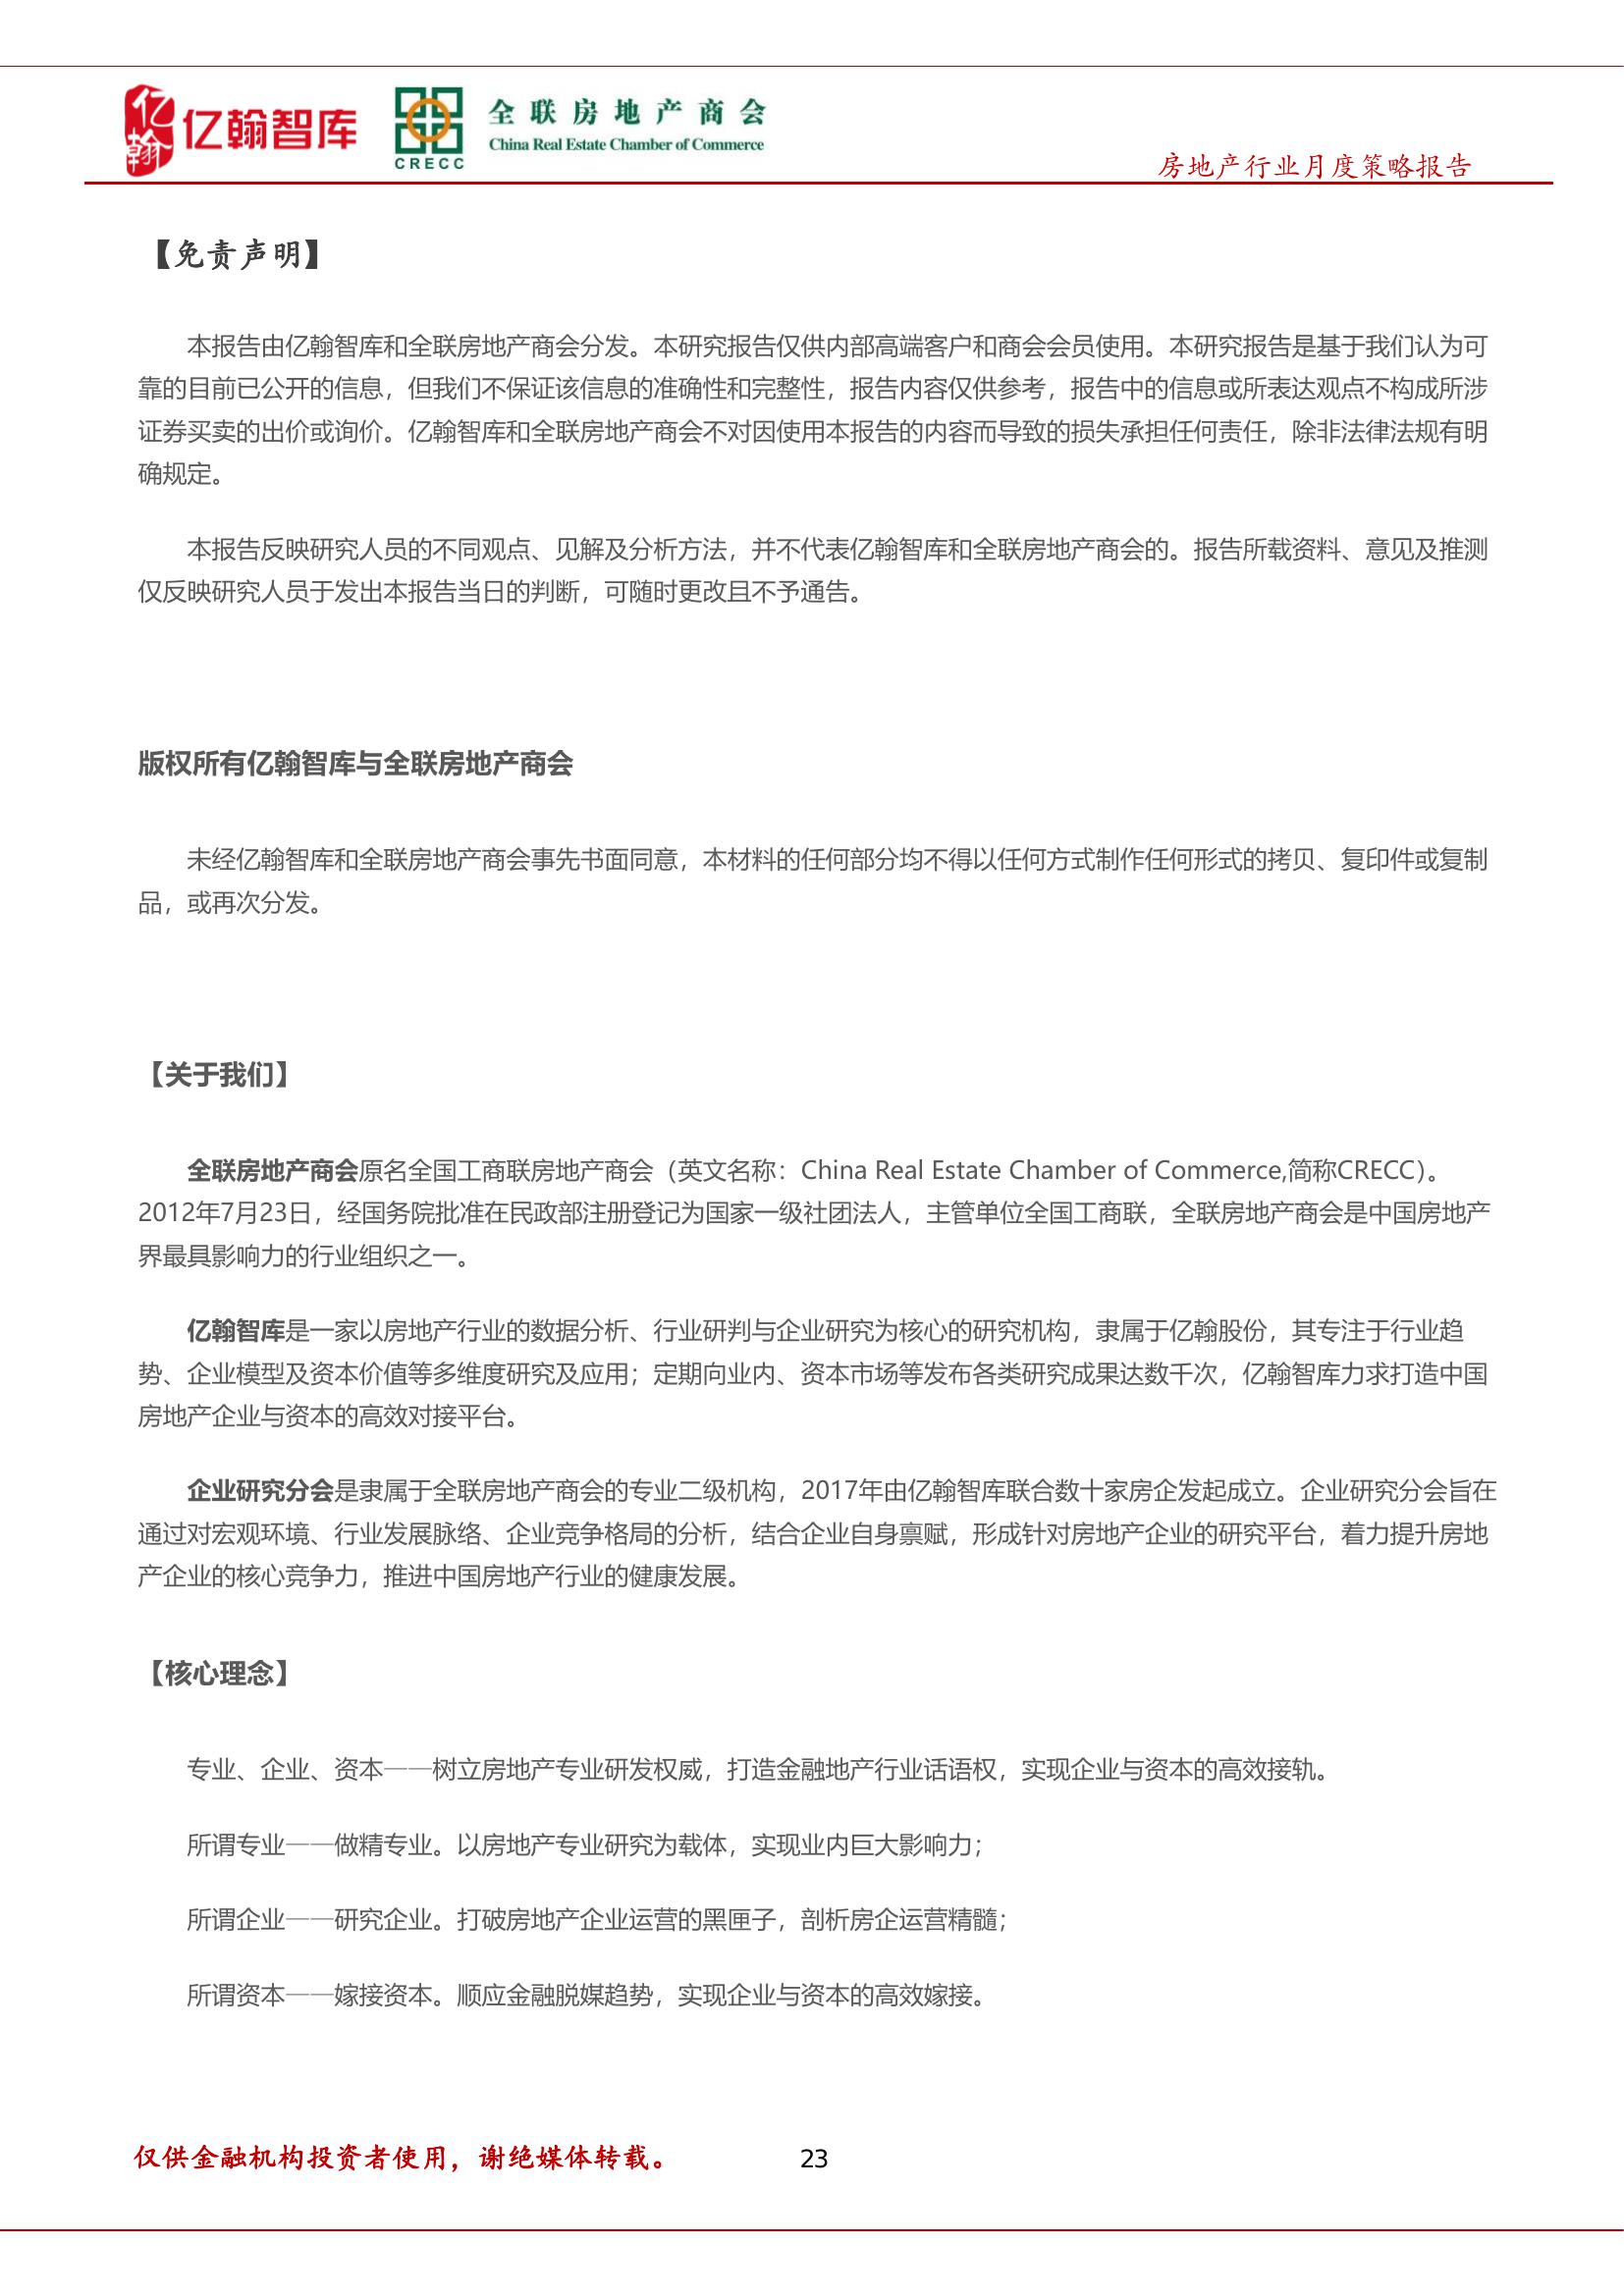 亿翰 亿翰智库
CRECC
全联房地产商会
China Real Estate Chamber of Commerce
房地产行业月度策略报告
【免责声明】
本报告由亿翰智库和全联房地产商会分发。本研究报告仅供内部高端客户和商会会员使用。本研究报告是基于我们认为可
靠的目前已公开的信息，但我们不保证该信息的准确性和完整性，报告内容仅供参考，报告中的信息或所表达观点不构成所涉
证券买卖的出价或询价。亿翰智库和全联房地产商会不对因使用本报告的内容而导致的损失承担任何责任，除非法律法规有明
确规定。
本报告反映研究人员的不同观点、见解及分析方法，并不代表亿翰智库和全联房地产商会的。报告所载资料、意见及推测
仅反映研究人员于发出本报告当日的判断，可随时更改且不予通告。
版权所有亿翰智库与全联房地产商会
未经亿翰智库和全联房地产商会事先书面同意，本材料的任何部分均不得以任何方式制作任何形式的拷贝、复印件或复制
品，或再次分发。
【关于我们】
全联房地产商会原名全国工商联房地产商会（英文名称：China Real Estate Chamber of Commerce,简称CRECC）。
2012年7月23日，经国务院批准在民政部注册登记为国家一级社团法人，主管单位全国工商联，全联房地产商会是中国房地产
界最具影响力的行业组织之一。
亿翰智库是一家以房地产行业的数据分析、行业研判与企业研究为核心的研究机构，隶属于亿翰股份，其专注于行业趋
势、企业模型及资本价值等多维度研究及应用；定期向业内、资本市场等发布各类研究成果达数千次，亿翰智库力求打造中国
房地产企业与资本的高效对接平台。
企业研究分会是隶属于全联房地产商会的专业二级机构，2017年由亿翰智库联合数十家房企发起成立。企业研究分会旨在
通过对宏观环境、行业发展脉络、企业竞争格局的分析，结合企业自身禀赋，形成针对房地产企业的研究平台，着力提升房地
产企业的核心竞争力，推进中国房地产行业的健康发展。
【核心理念】
专业、企业、资本——树立房地产专业研发权威，打造金融地产行业话语权，实现企业与资本的高效接轨。
所谓专业——做精专业。以房地产专业研究为载体，实现业内巨大影响力；
所谓企业——研究企业。打破房地产企业运营的黑匣子，剖析房企运营精髓；
所谓资本——嫁接资本。顺应金融脱媒趋势，实现企业与资本的高效嫁接。
仅供金融机构投资者使用，谢绝媒体转载。
23